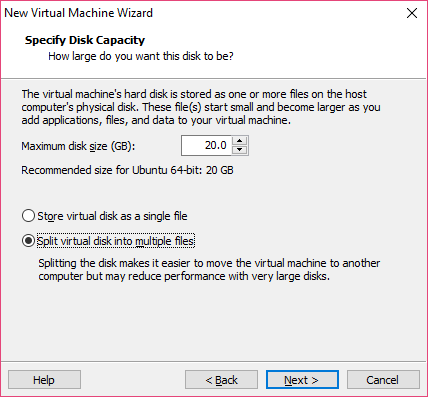 New Virtual Machine Wizard
Specify Disk Capacity
How large do you want this disk to be?
The virtual machine's hard disk is stored as one or more files on the host
computer's physical disk. These file(s) start small and become larger as you
add applications, files, and data to your virtual machine.
Maximum disk size (GB): 20.0
Recommended size for Ubuntu 64-bit: 20 GB
Store virtual disk as a single file
Split virtual disk into multiple files
Splitting the disk makes it easier to move the virtual machine to another
computer but may reduce performance with very large disks.
Help < Back Next > Cancel